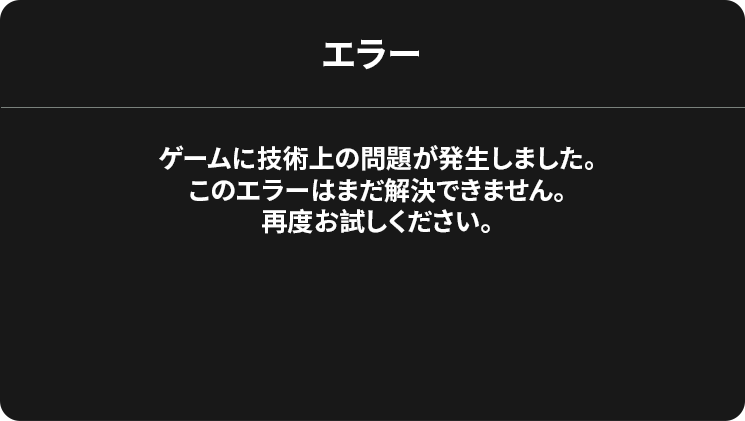 エラー
ゲームに技術上の問題が発生しました。
このエラーはまだ解決できません。
再度お試しください。